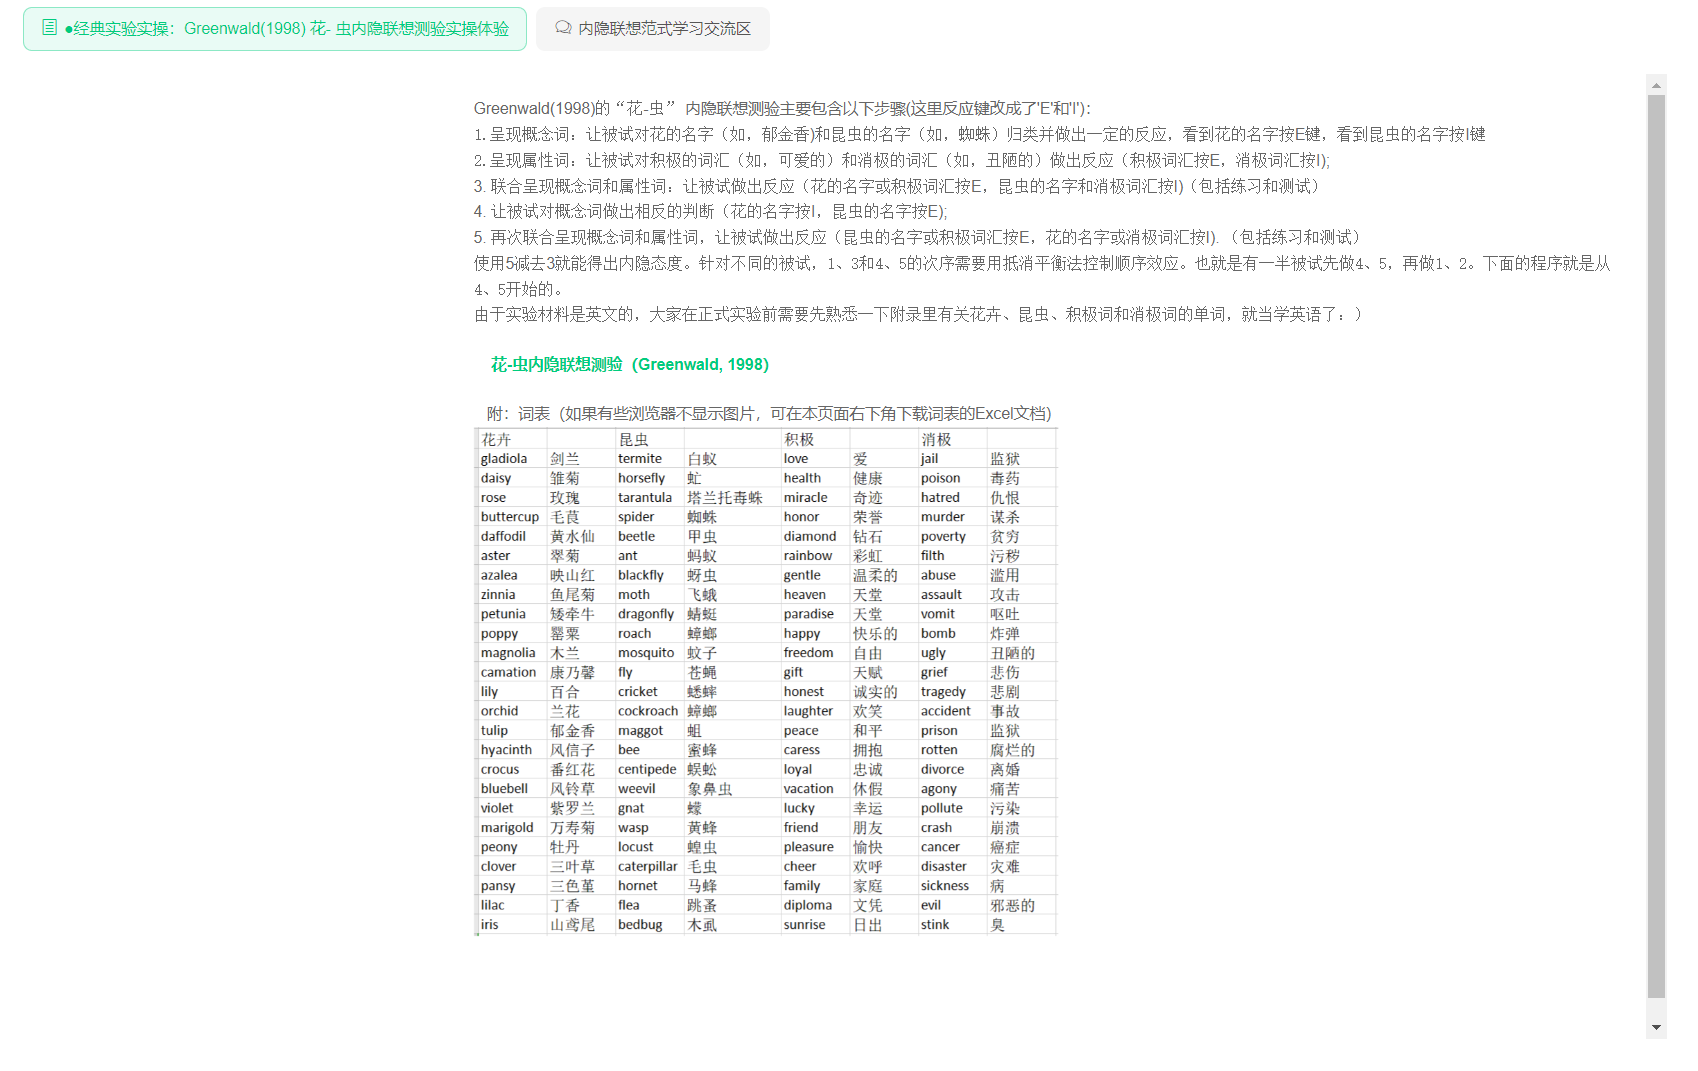 ●经典实验实操：Greenwald(1998) 花- 虫内隐联想测验实操体验
内隐联想范式学习交流区
Greenwald(1998)的“花-虫” 内隐联想测验主要包含以下步骤(这里反应键改成了'E'和'I')：
1. 呈现概念词：让被试对花的名字（如，郁金香)和昆虫的名字（如，蜘蛛）归类并做出一定的反应，看到花的名字按E键，看到昆虫的名字按I键
2. 呈现属性词：让被试对积极的词汇（如，可爱的）和消极的词汇（如，丑陋的）做出反应（积极词汇按E，消极词汇按I);
3. 联合呈现概念词和属性词：让被试做出反应（花的名字或积极词汇按E，昆虫的名字和消极词汇按I)（包括练习和测试）
4. 让被试对概念词做出相反的判断（花的名字按I，昆虫的名字按E);
5. 再次联合呈现概念词和属性词，让被试做出反应（昆虫的名字或积极词汇按E，花的名字或消极词汇按I). （包括练习和测试）
使用5减去3就能得出内隐态度。针对不同的被试，1、3和4、5的次序需要用抵消平衡法控制顺序效应。也就是有一半被试先做4、5，再做1、2。下面的程序就是从
4、5开始的。
由于实验材料是英文的，大家在正式实验前需要先熟悉一下附录里有关花卉、昆虫、积极词和消极词的单词，就当学英语了：）
花-虫内隐联想测验（Greenwald, 1998)
附：词表（如果有些浏览器不显示图片，可在本页面右下角下载词表的Excel文档)
花卉 昆虫 积极 消极
gladiola 剑兰 termite 白蚁 love 爱 jail 监狱
daisy 雏菊 horsefly 虻 health 健康 poison 毒药
rose 玫瑰 tarantula 塔兰托毒蛛 miracle 奇迹 hatred 仇恨
buttercup 毛茛 spider 蜘蛛 honor 荣誉 murder 谋杀
daffodil 黄水仙 beetle 甲虫 diamond 钻石 poverty 贫穷
aster 翠菊 ant 蚂蚁 rainbow 彩虹 filth 污秽
azalea 映山红 blackfly 蚜虫 gentle 温柔的 abuse 滥用
zinnia 鱼尾菊 moth 飞蛾 heaven 天堂 assault 攻击
petunia 矮牵牛 dragonfly 蜻蜓 paradise 天堂 vomit 呕吐
poppy 罂粟 roach 蟑螂 happy 快乐的 bomb 炸弹
magnolia 木兰 mosquito 蚊子 freedom 自由 ugly 丑陋的
camation 康乃馨 fly 苍蝇 gift 天赋 grief 悲伤
lily 百合 cricket 蟋蟀 honest 诚实的 tragedy 悲剧
orchid 兰花 cockroach 蟑螂 laughter 欢笑 accident 事故
tulip 郁金香 maggot 蛆 peace 和平 prison 监狱
hyacinth 风信子 bee 蜜蜂 caress 拥抱 rotten 腐烂的
crocus 番红花 centipede 蜈蚣 loyal 忠诚 divorce 离婚
bluebell 风铃草 weevil 象鼻虫 vacation 休假 agony 痛苦
violet 紫罗兰 gnat 蠓 lucky 幸运 pollute 污染
marigold 万寿菊 wasp 黄蜂 friend 朋友 crash 崩溃
peony 牡丹 locust 蝗虫 pleasure 愉快 cancer 癌症
clover 三叶草 caterpillar 毛虫 cheer 欢呼 disaster 灾难
pansy 三色堇 hornet 马蜂 family 家庭 sickness 病
lilac 丁香 flea 跳蚤 diploma 文凭 evil 邪恶的
iris 山鸢尾 bedbug 木虱 sunrise 日出 stink 臭